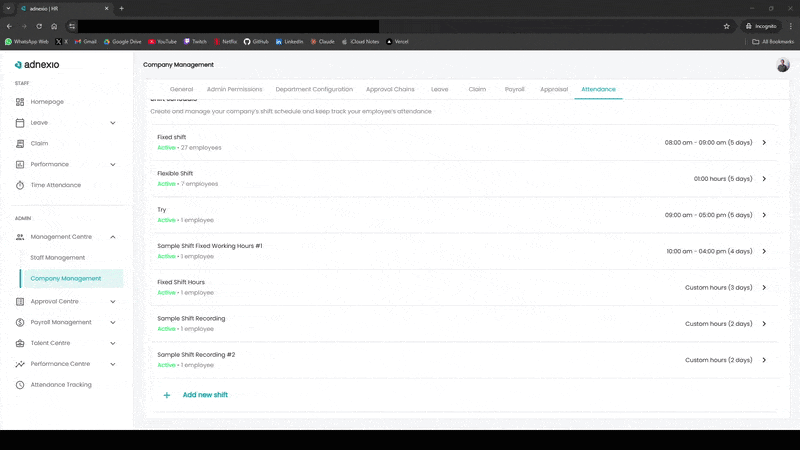 adnexio | HR
Incognito
WhatsApp Web
X
Gmail
Google Drive
YouTube
Twitch
Netflix
GitHub
LinkedIn
Claude
iCloud Notes
Vercel
All Bookmarks
adnexio
Company Management
STAFF
Homepage
Leave
Claim
Performance
Time Attendance
ADMIN
Management Centre
Staff Management
Company Management
Approval Centre
Payroll Management
Talent Centre
Performance Centre
Attendance Tracking
General Admin Permissions Department Configuration Approval Chains Leave Claim Payroll Appraisal Attendance
Shift Schedule
Create and manage your company's shift schedule and keep track your employee's attendance
Fixed shift
Active • 27 employees
08:00 am - 09:00 am (5 days)
Flexible Shift
Active • 7 employees
01:00 hours (5 days)
Try
Active • 1 employee
09:00 am - 05:00 pm (5 days)
Sample Shift Fixed Working Hours #1
Active • 1 employee
10:00 am - 04:00 pm (4 days)
Fixed Shift Hours
Active • 1 employee
Custom hours (3 days)
Sample Shift Recording
Active • 1 employee
Custom hours (2 days)
Sample Shift Recording #2
Active • 1 employee
Custom hours (2 days)
+ Add new shift